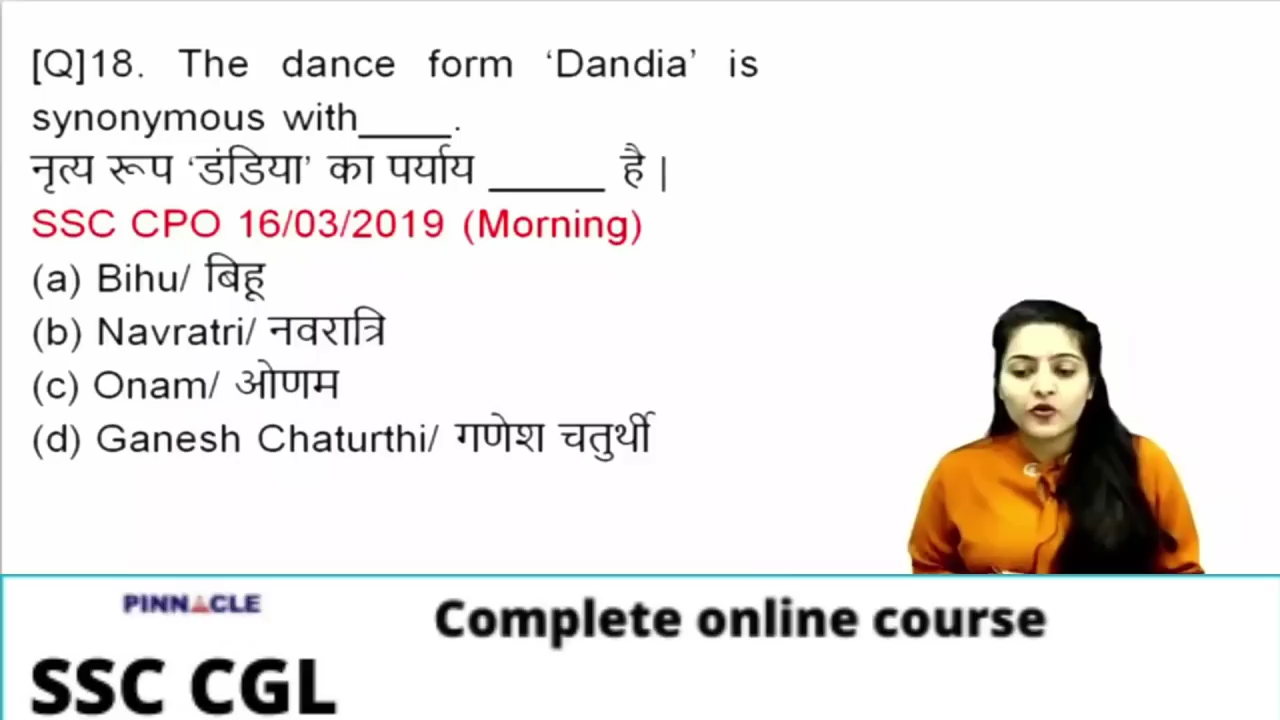 [Q]18. The dance form ‘Dandia’ is
synonymous with____.
नृत्य रूप ‘डंडिया’ का पर्याय _____ है |
SSC CPO 16/03/2019 (Morning)
(a) Bihu/ बिहू
(b) Navratri/ नवरात्रि
(c) Onam/ ओणम
(d) Ganesh Chaturthi/ गणेश चतुर्थी
PINNACLE
Complete online course
SSC CGL